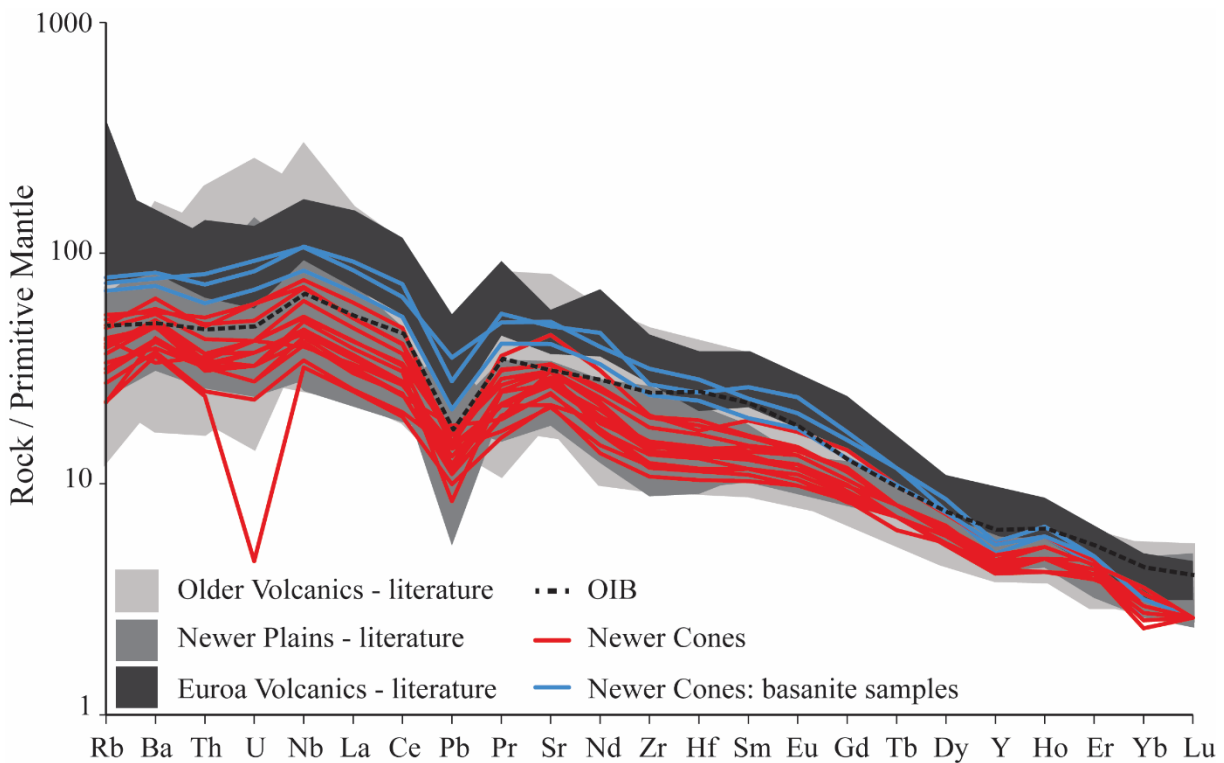 1000
100
10
1
Rock / Primitive Mantle
Older Volcanics - literature
Newer Plains - literature
Euroa Volcanics - literature
OIB
Newer Cones
Newer Cones: basanite samples
Rb Ba Th U Nb La Ce Pb Pr Sr Nd Zr Hf Sm Eu Gd Tb Dy Y Ho Er Yb Lu